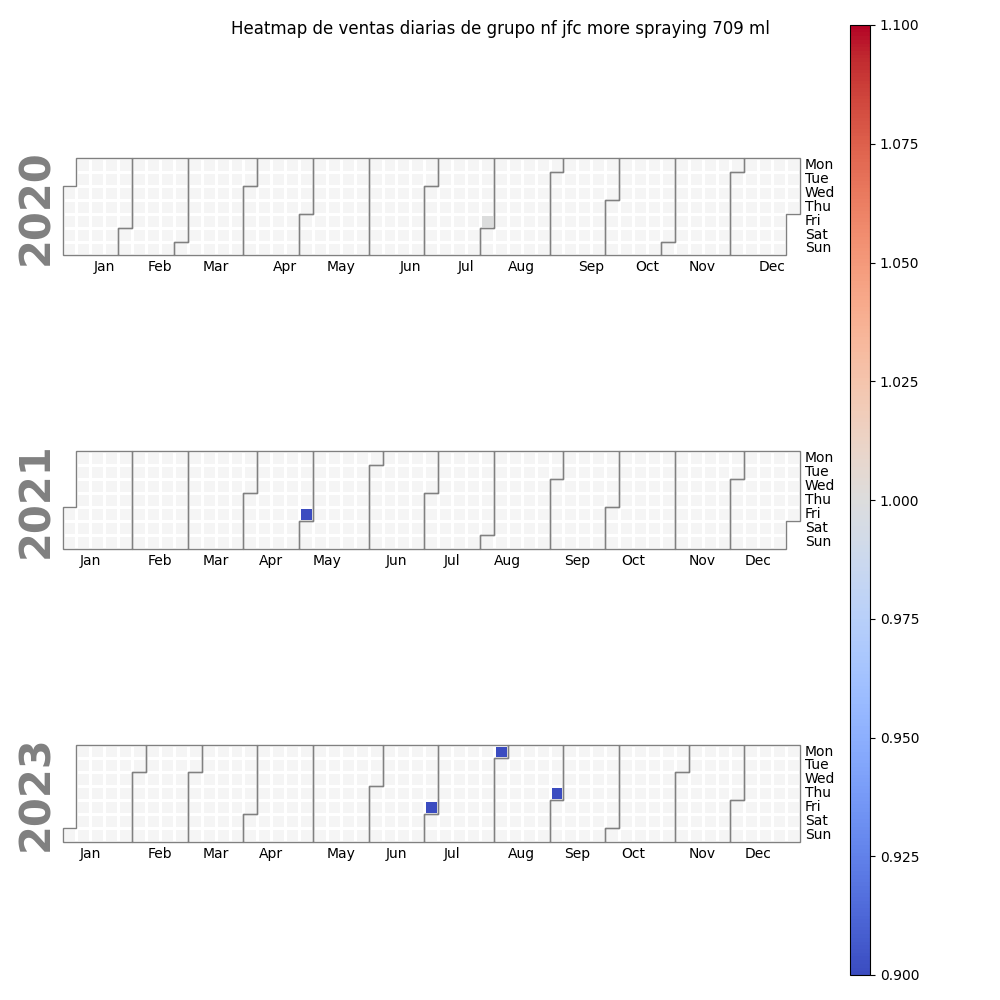 Heatmap de ventas diarias de grupo nf jfc more spraying 709 ml
2020
Mon
Tue
Wed
Thu
Fri
Sat
Sun
Jan Feb Mar Apr May Jun Jul Aug Sep Oct Nov Dec
2021
Mon
Tue
Wed
Thu
Fri
Sat
Sun
Jan Feb Mar Apr May Jun Jul Aug Sep Oct Nov Dec
2023
Mon
Tue
Wed
Thu
Fri
Sat
Sun
Jan Feb Mar Apr May Jun Jul Aug Sep Oct Nov Dec
1.100
1.075
1.050
1.025
1.000
0.975
0.950
0.925
0.900